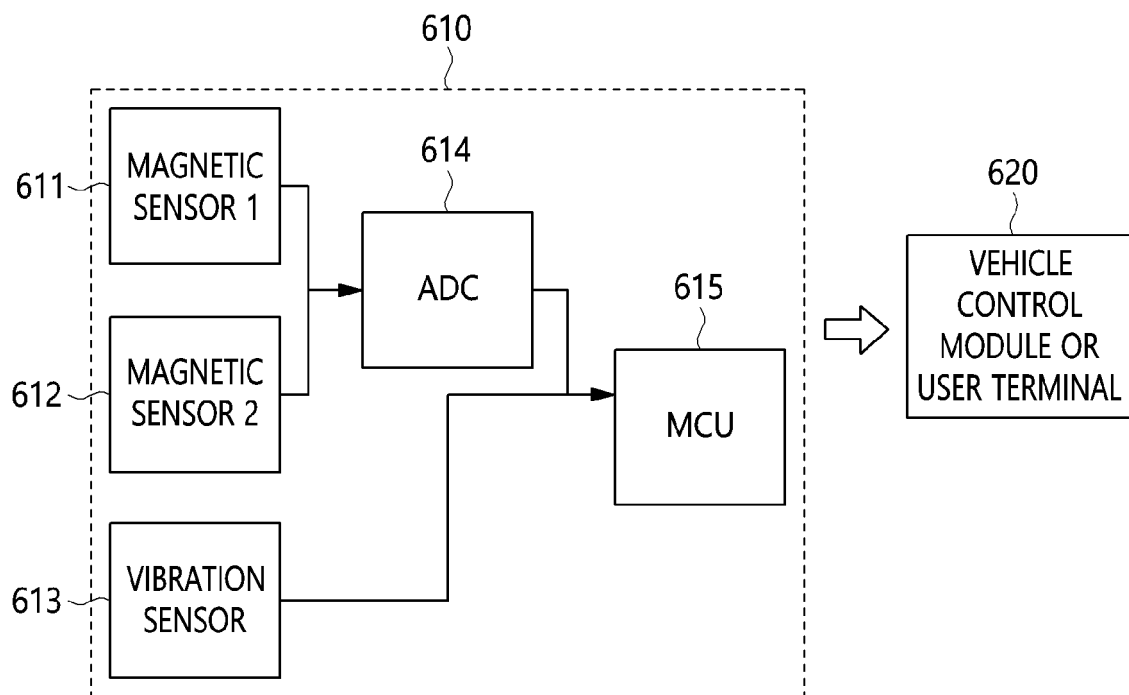 610
MAGNETIC
SENSOR 1
611
614
ADC
620
VEHICLE
CONTROL
MODULE OR
USER TERMINAL
615
MCU
MAGNETIC
SENSOR 2
612
VIBRATION
SENSOR
613